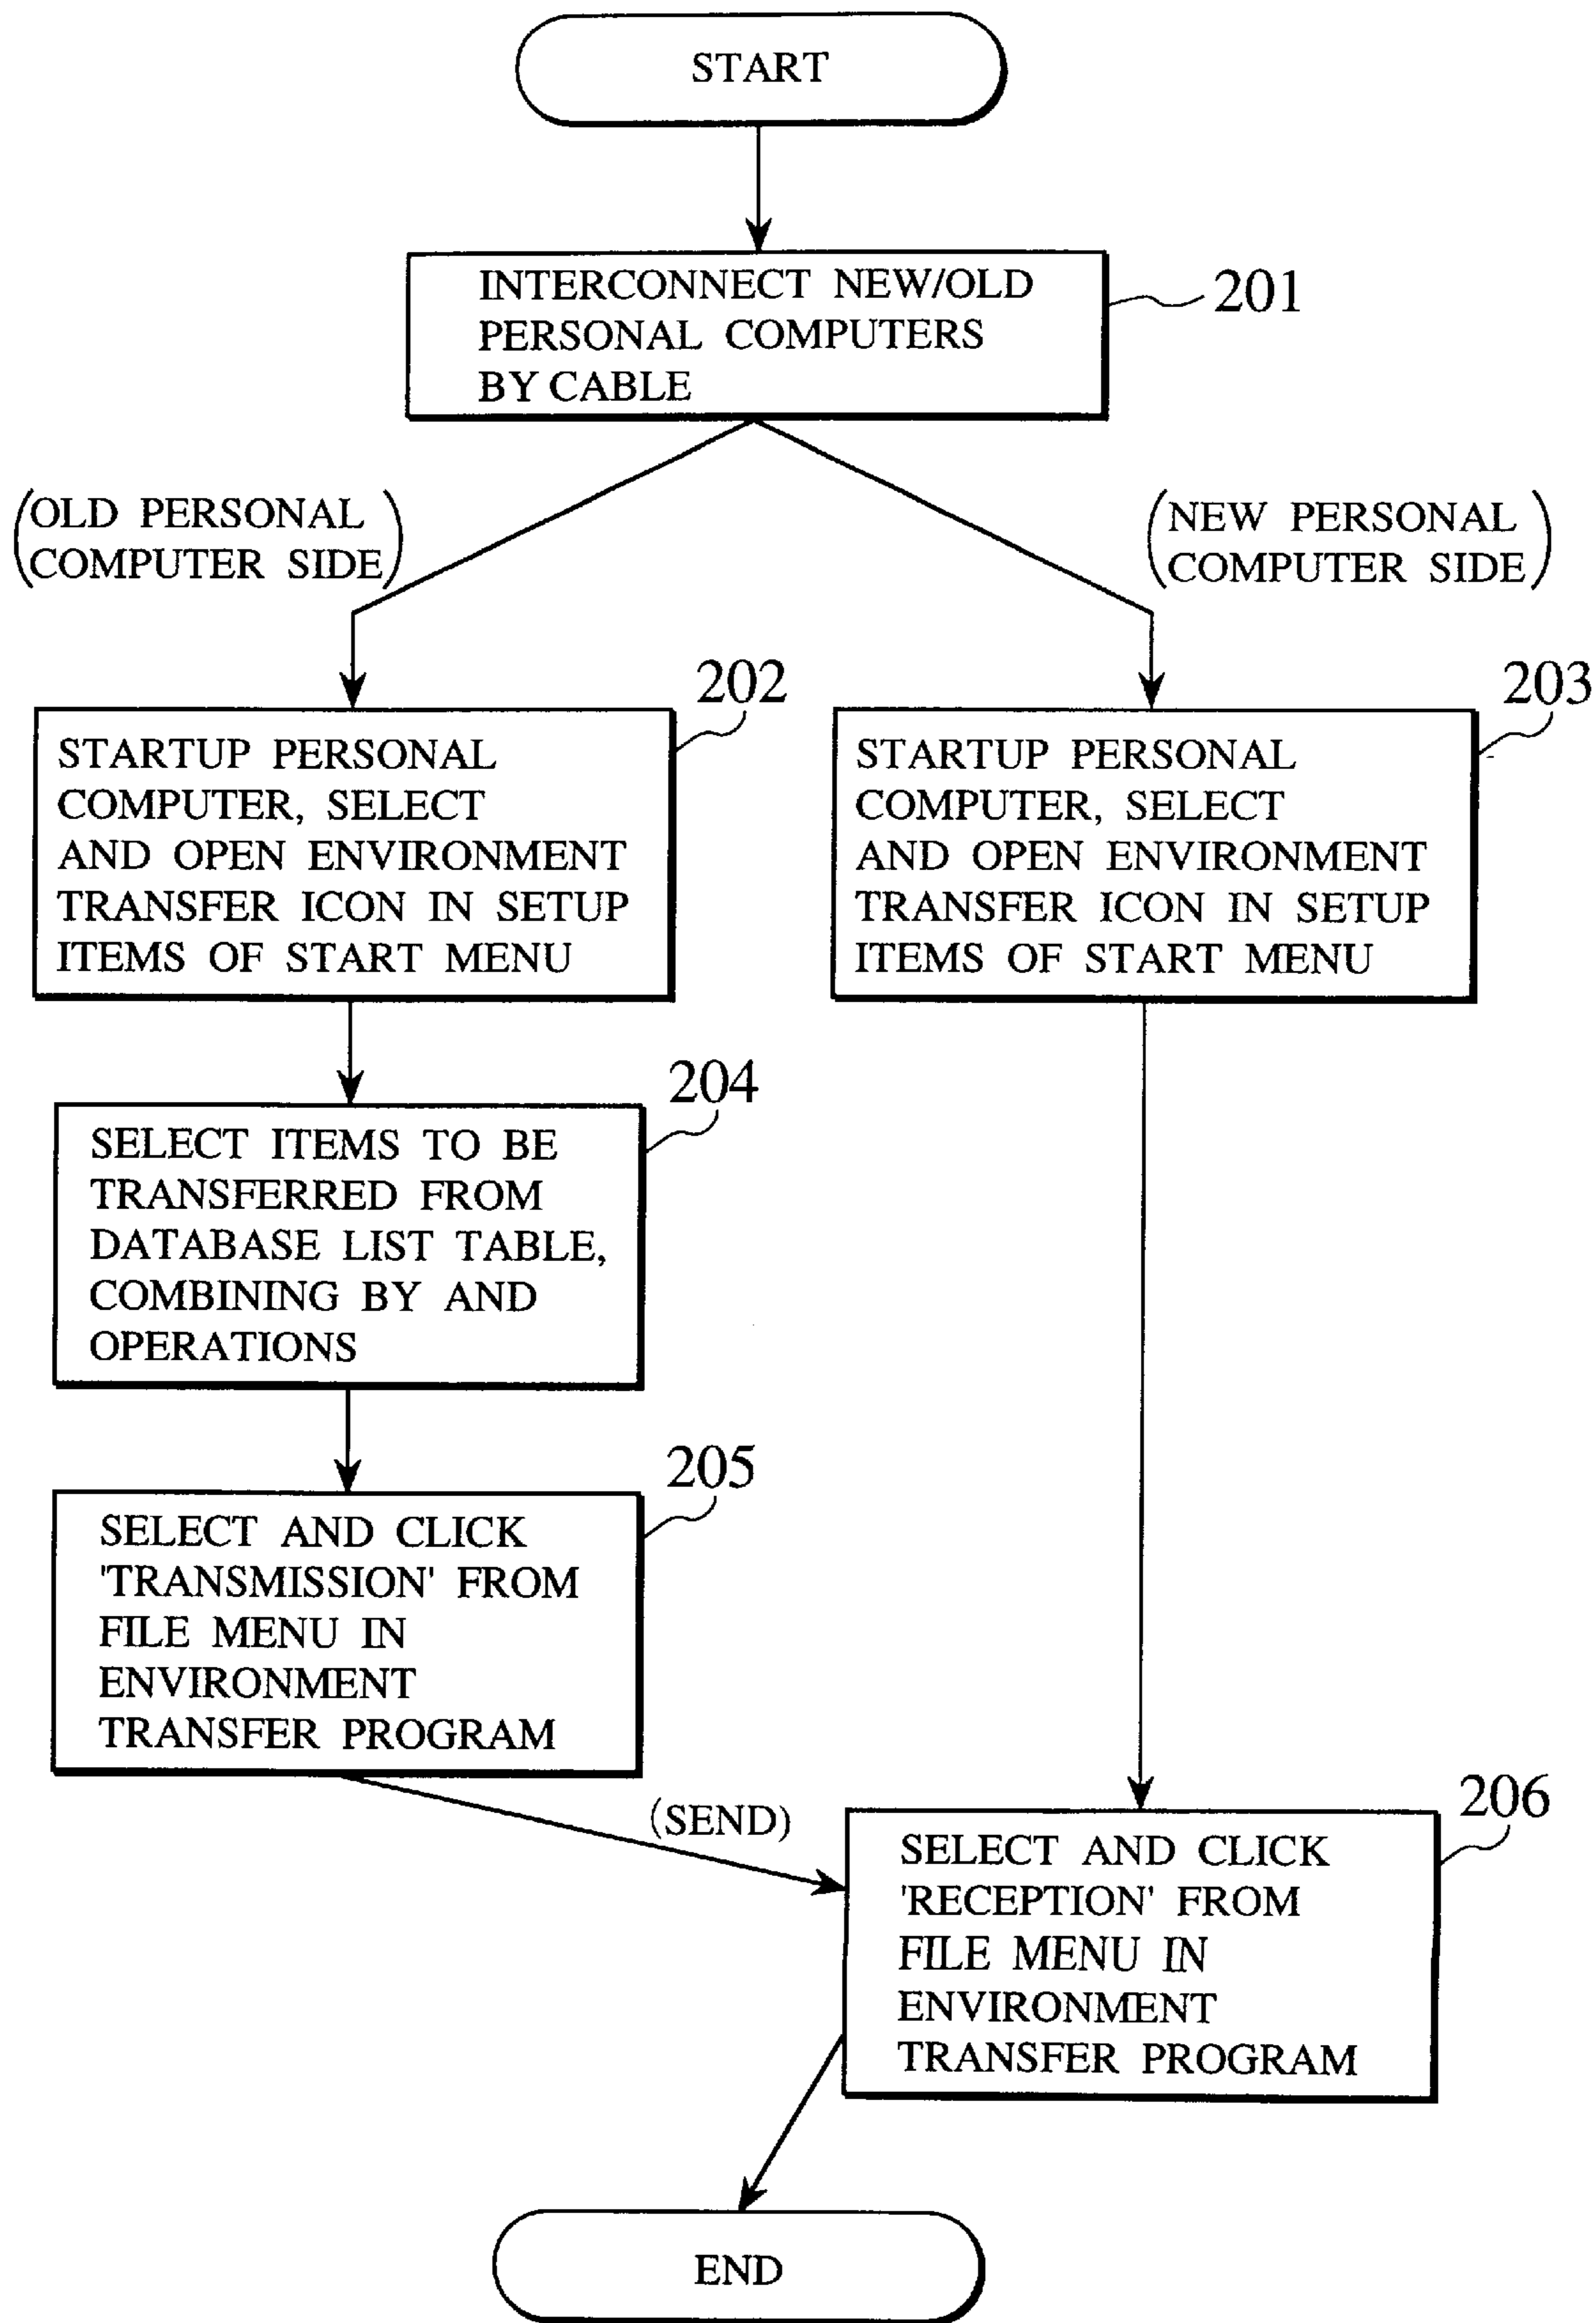 START
INTERCONNECT NEW/OLD
PERSONAL COMPUTERS
BY CABLE
201
(OLD PERSONAL
COMPUTER SIDE)
(NEW PERSONAL
COMPUTER SIDE)
202
STARTUP PERSONAL
COMPUTER, SELECT
AND OPEN ENVIRONMENT
TRANSFER ICON IN SETUP
ITEMS OF START MENU
203
STARTUP PERSONAL
COMPUTER, SELECT
AND OPEN ENVIRONMENT
TRANSFER ICON IN SETUP
ITEMS OF START MENU
204
SELECT ITEMS TO BE
TRANSFERRED FROM
DATABASE LIST TABLE,
COMBINING BY AND
OPERATIONS
205
SELECT AND CLICK
'TRANSMISSION' FROM
FILE MENU IN
ENVIRONMENT
TRANSFER PROGRAM
(SEND)
206
SELECT AND CLICK
'RECEPTION' FROM
FILE MENU IN
ENVIRONMENT
TRANSFER PROGRAM
END